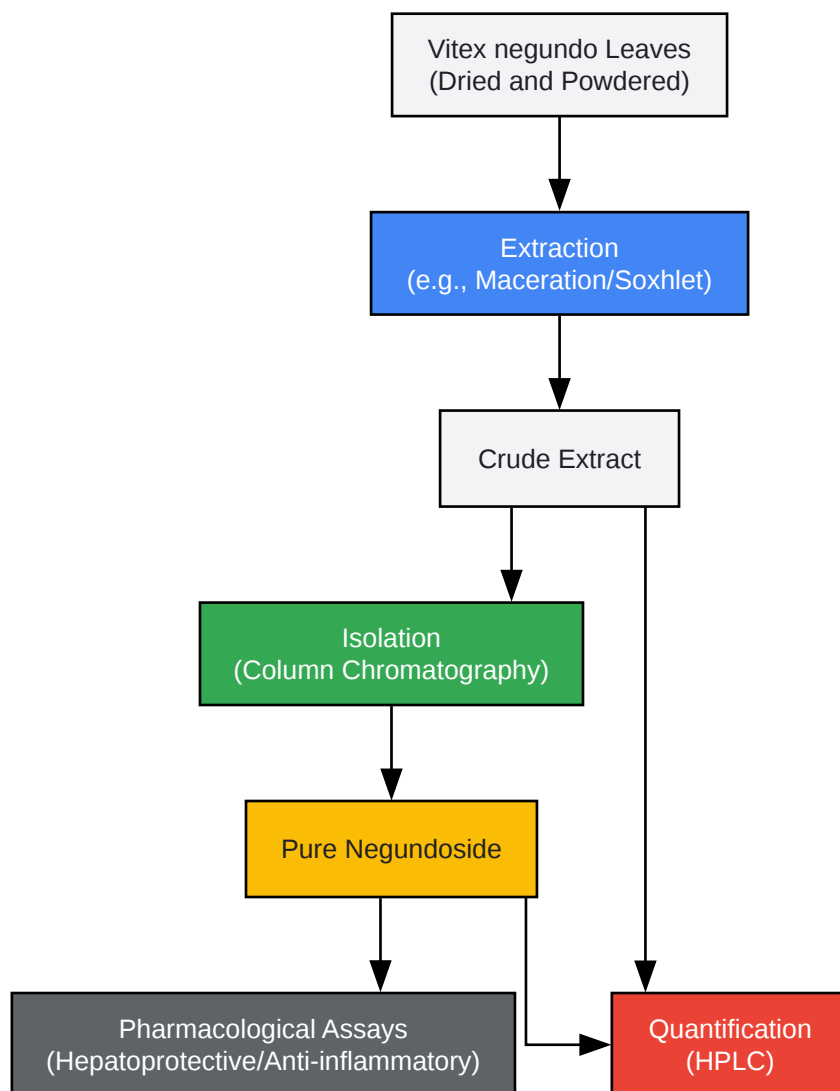 Vitex negundo Leaves
(Dried and Powdered)
Extraction
(e.g., Maceration/Soxhlet)
Crude Extract
Isolation
(Column Chromatography)
Pure Negundoside
Pharmacological Assays
(Hepatoprotective/Anti-inflammatory)
Quantification
(HPLC)